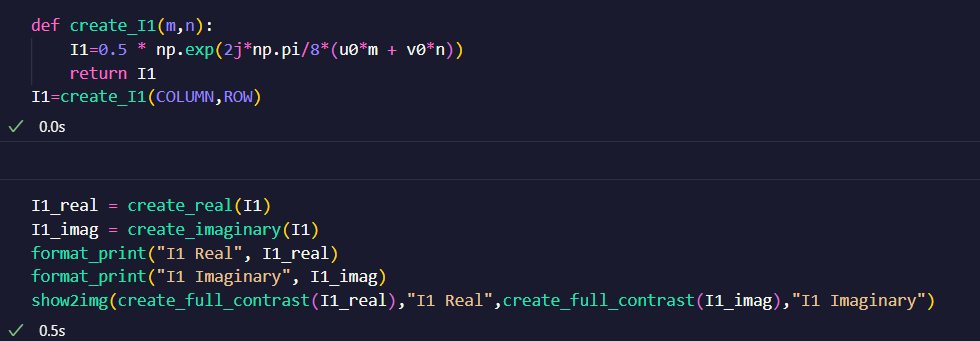 def create_I1(m,n):
    I1=0.5 * np.exp(2j*np.pi/8*(u0*m + v0*n))
    return I1
I1=create_I1(COLUMN,ROW)
0.0s
I1_real = create_real(I1)
I1_imag = create_imaginary(I1)
format_print("I1 Real", I1_real)
format_print("I1 Imaginary", I1_imag)
show2img(create_full_contrast(I1_real),"I1 Real",create_full_contrast(I1_imag),"I1 Imaginary")
0.5s